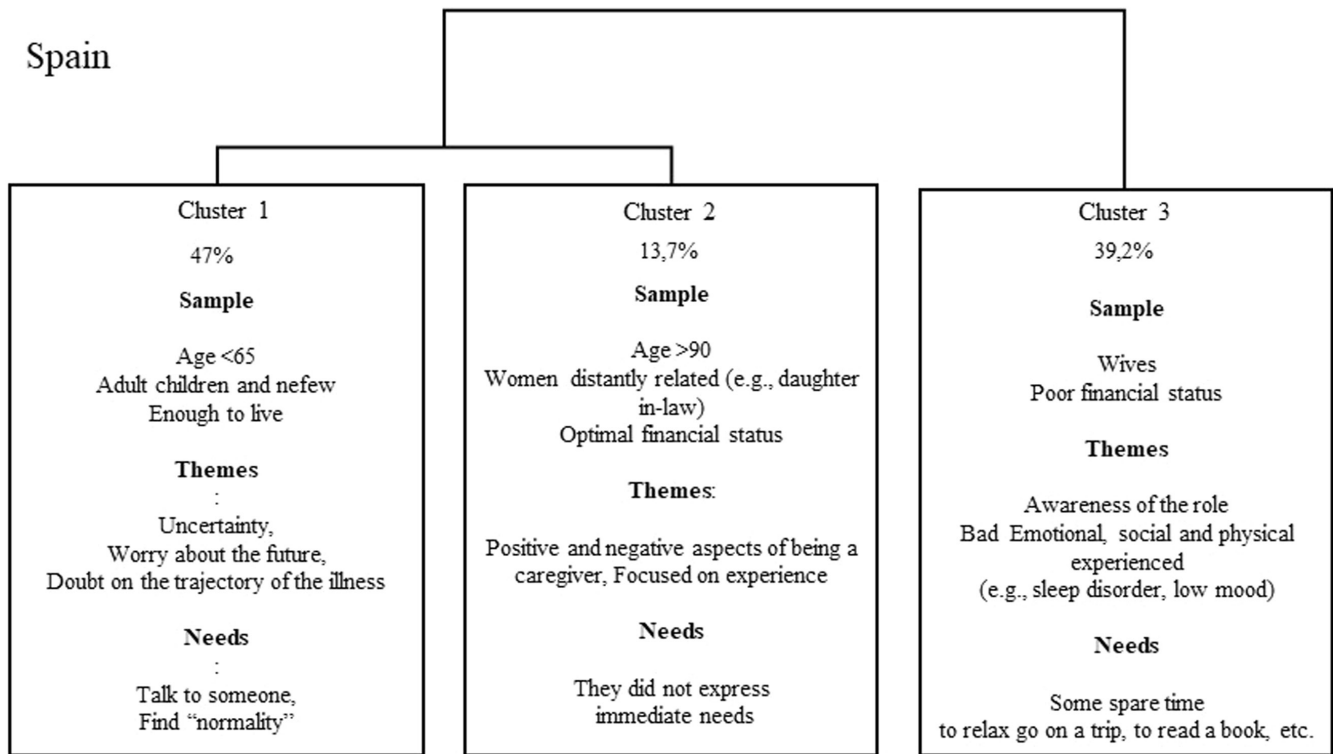 Spain
Cluster 1
47%
Sample
Age <65
Adult children and nefew
Enough to live
Themes
:
Uncertainty,
Worry about the future,
Doubt on the trajectory of the illness
Needs
:
Talk to someone,
Find “normality”
Cluster 2
13,7%
Sample
Age >90
Women distantly related (e.g., daughter
in-law)
Optimal financial status
Themes:
Positive and negative aspects of being a
caregiver, Focused on experience
Needs
They did not express
immediate needs
Cluster 3
39,2%
Sample
Wives
Poor financial status
Themes
Awareness of the role
Bad Emotional, social and physical
experienced
(e.g., sleep disorder, low mood)
Needs
Some spare time
to relax go on a trip, to read a book, etc.